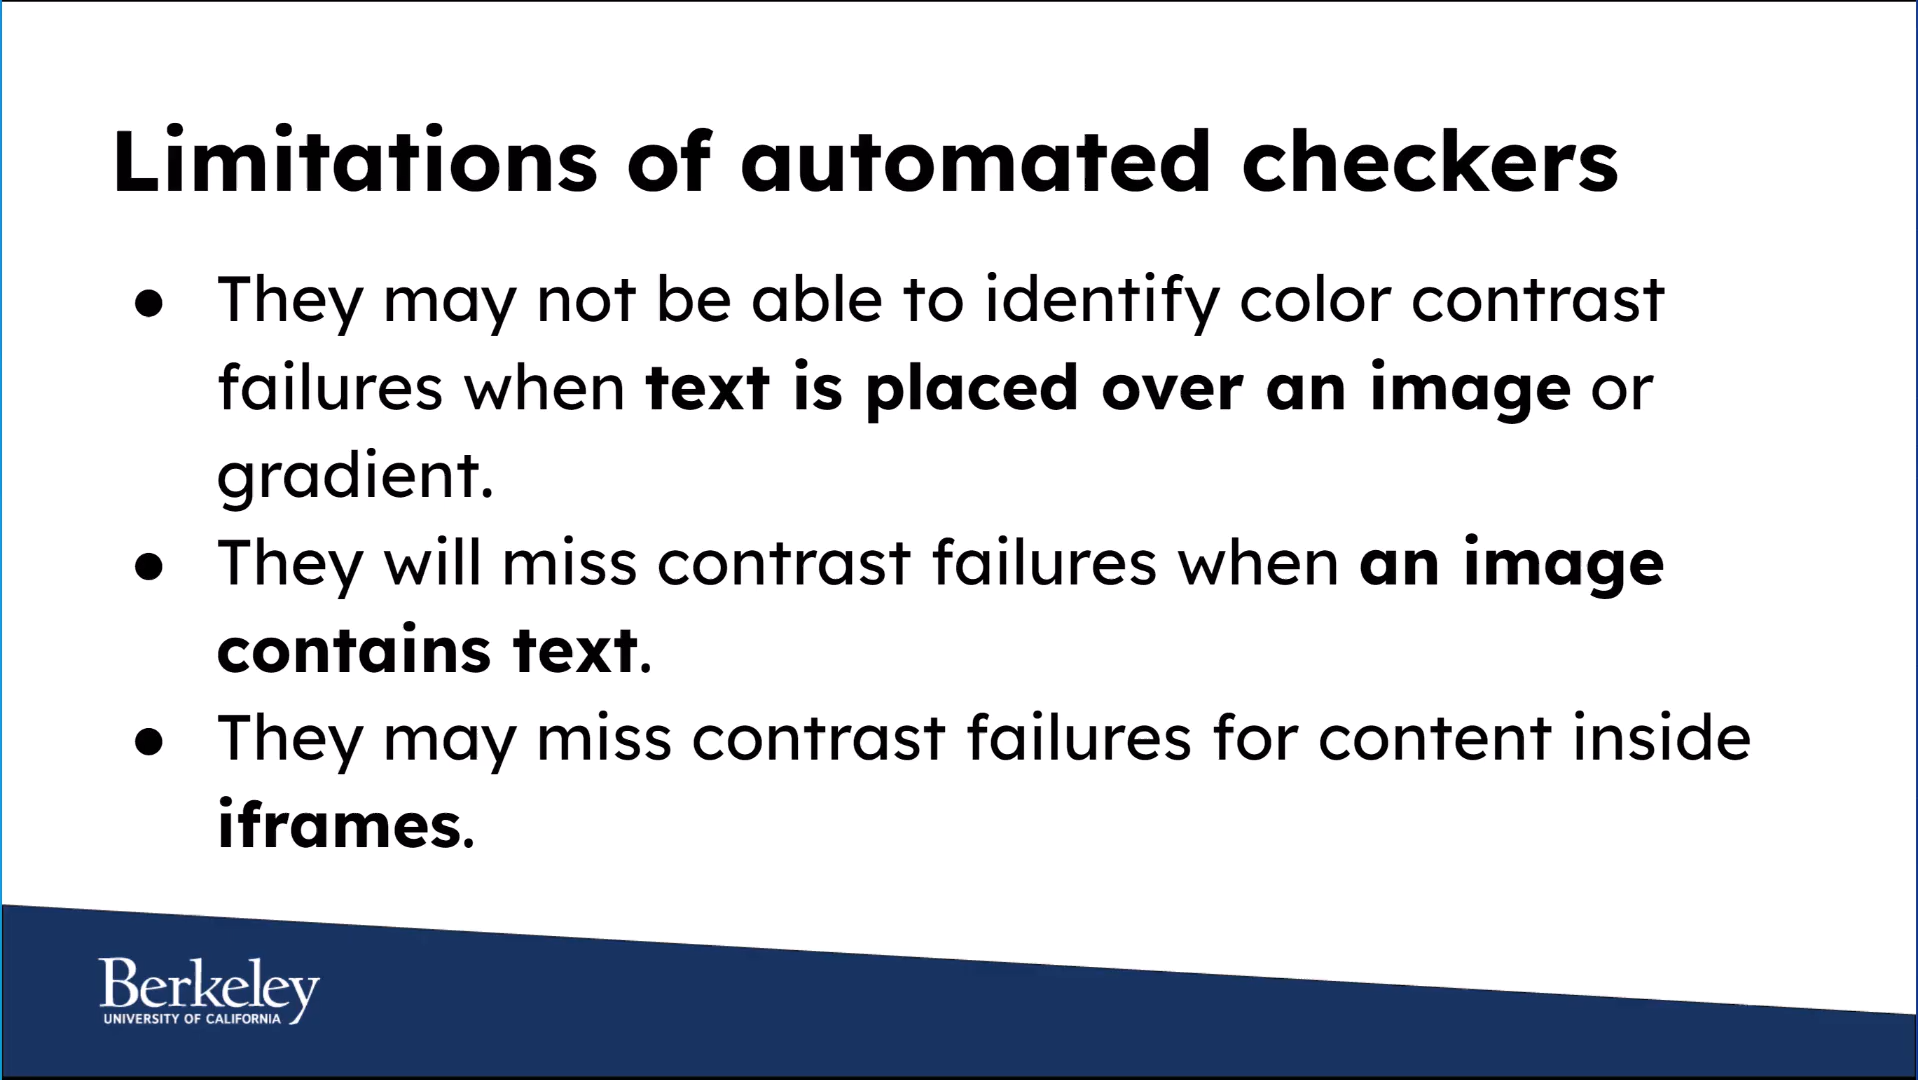 Limitations of automated checkers
● They may not be able to identify color contrast
failures when text is placed over an image or
gradient.
● They will miss contrast failures when an image
contains text.
● They may miss contrast failures for content inside
iframes.
Berkeley
UNIVERSITY OF CALIFORNIA